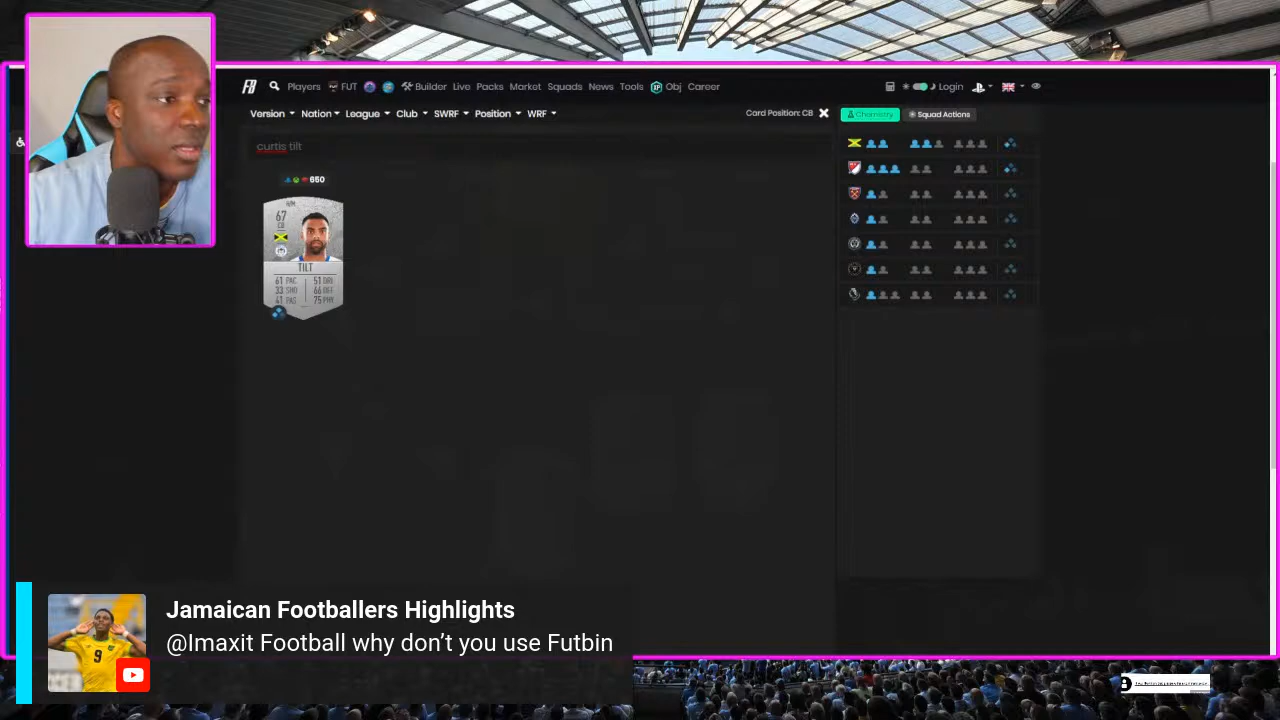 Players FUT Builder Live Packs Market Squads News Tools Obj Career Login
Version Nation League Club SWRF Position WRF Card Position: CB
Chemistry Squad Actions
curtis tilt
650
67
CB
TILT
61 PAC 51 DRI
33 SHO 66 DEF
41 PAS 75 PHY
9
Jamaican Footballers Highlights
@Imaxit Football why don’t you use Futbin